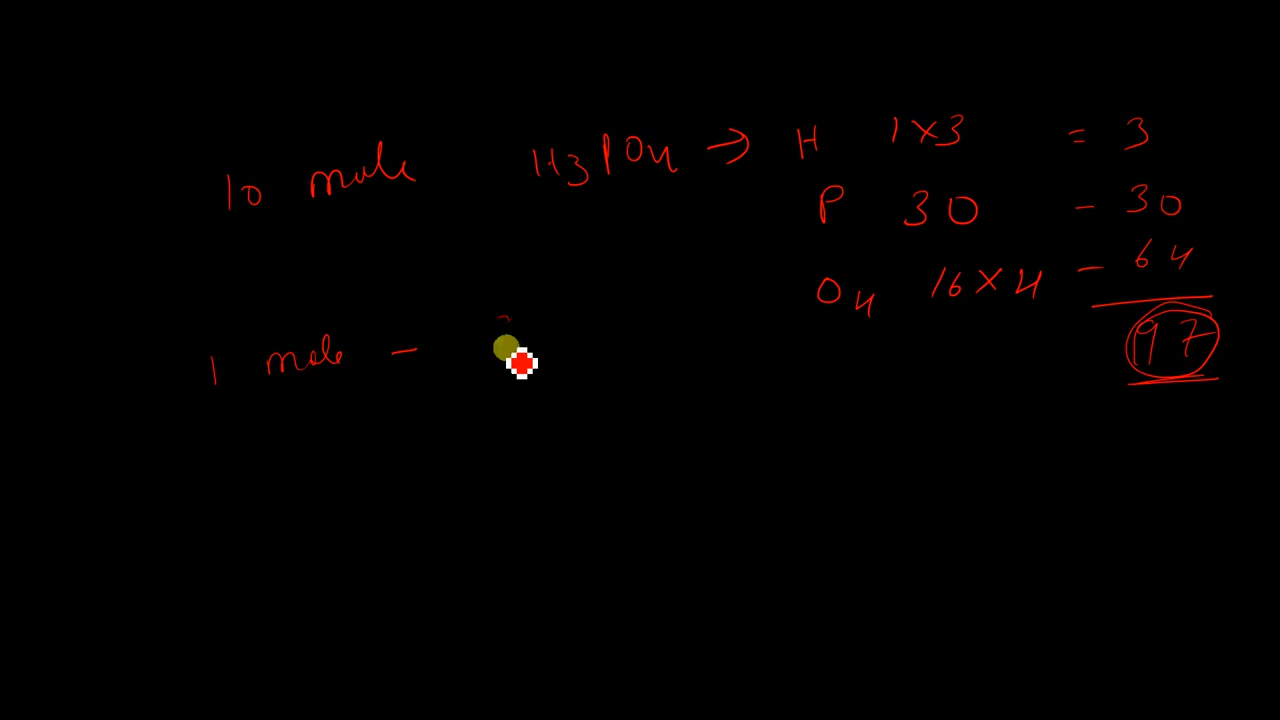 10 mole H3PO4 → H 1×3 = 3
P 30 - 30
O4 16×4 - 64
97
1 mole -